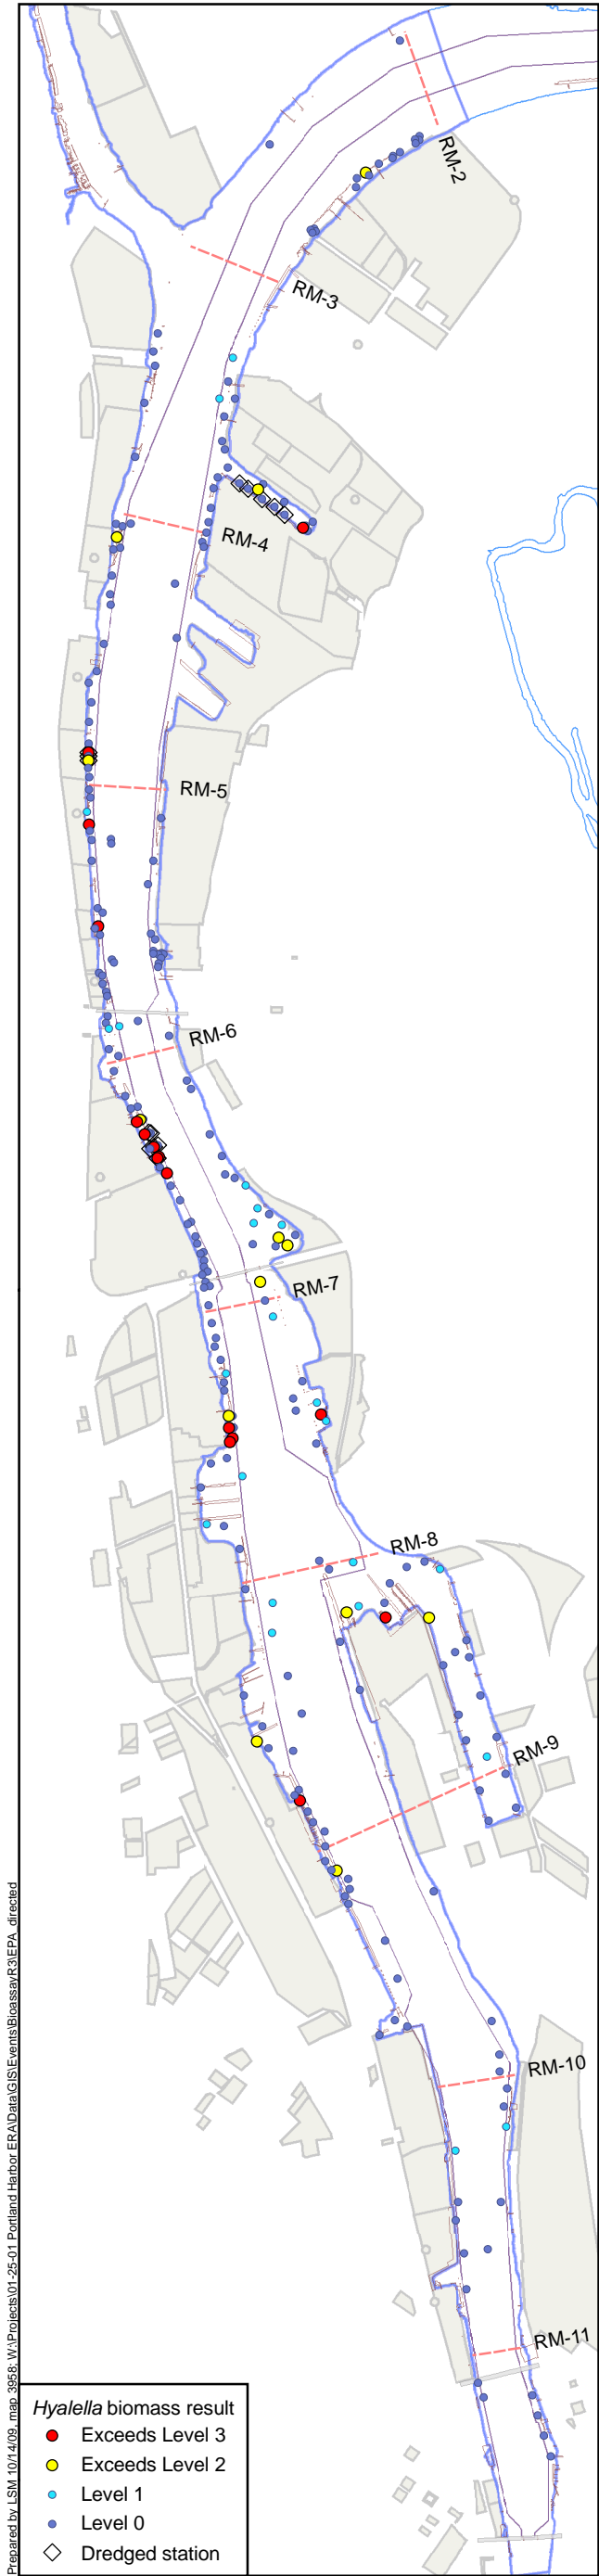 RM-2
RM-3
RM-4
RM-5
RM-6
RM-7
RM-8
RM-9
RM-10
RM-11
Hyalella biomass result
Exceeds Level 3
Exceeds Level 2
Level 1
Level 0
Dredged station
Prepared by LSM 10/14/09, map 3958; W:\Projects\01-25-01 Portland Harbor ERA\Data\GIS\Events\BioassayR3\EPA_directed